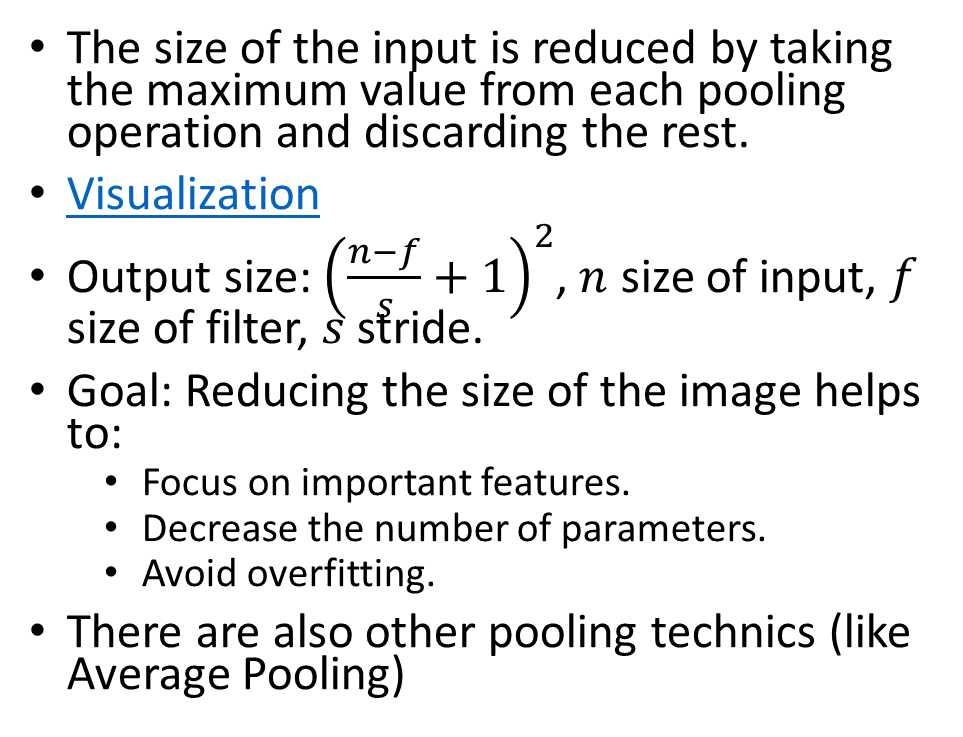 • The size of the input is reduced by taking
the maximum value from each pooling
operation and discarding the rest.
• Visualization
• Output size: $\left(\frac{n-f}{s}+1\right)^2$, $n$ size of input, $f$
size of filter, $s$ stride.
• Goal: Reducing the size of the image helps
to:
• Focus on important features.
• Decrease the number of parameters.
• Avoid overfitting.
• There are also other pooling technics (like
Average Pooling)